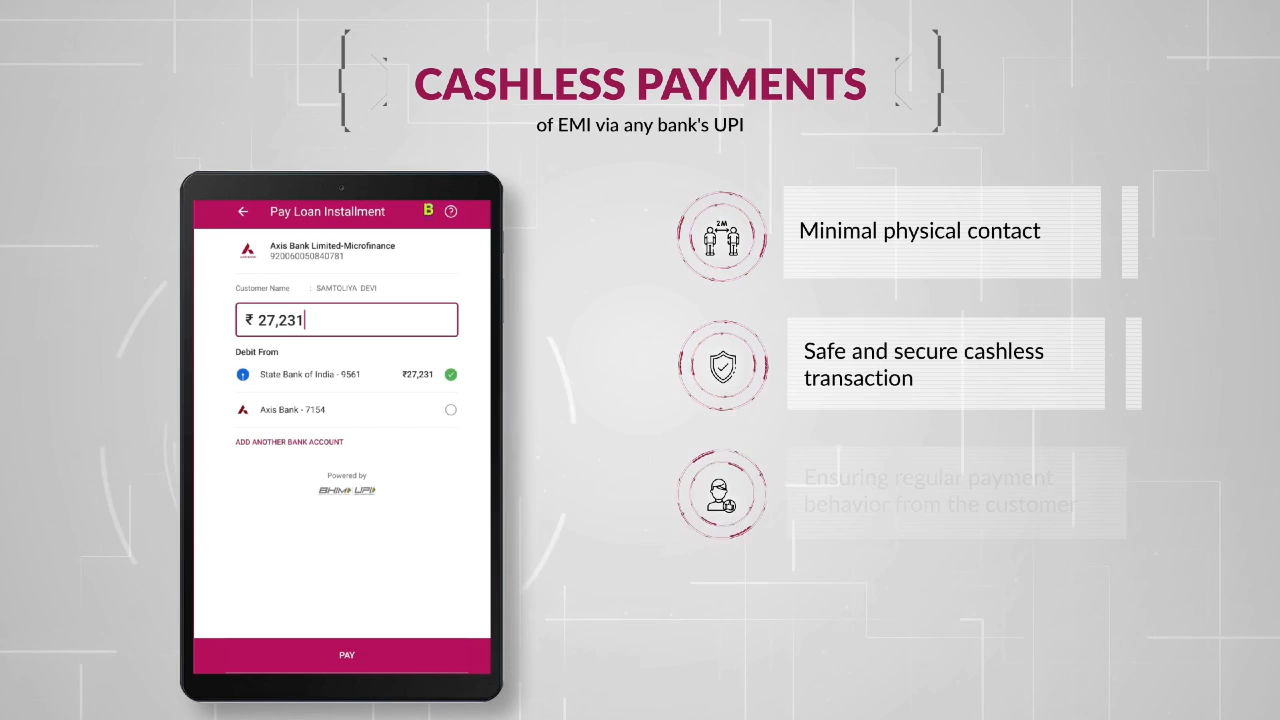 CASHLESS PAYMENTS
of EMI via any bank's UPI
Pay Loan Installment
B
Axis Bank Limited-Microfinance
920060050840781
Customer Name : SAMTOLIYA DEVI
₹ 27,231
Debit From
State Bank of India - 9561 ₹27,231
Axis Bank - 7154
ADD ANOTHER BANK ACCOUNT
Powered by
BHIM UPI
PAY
2M
Minimal physical contact
Safe and secure cashless
transaction
Ensuring regular payment
behavior from the customer